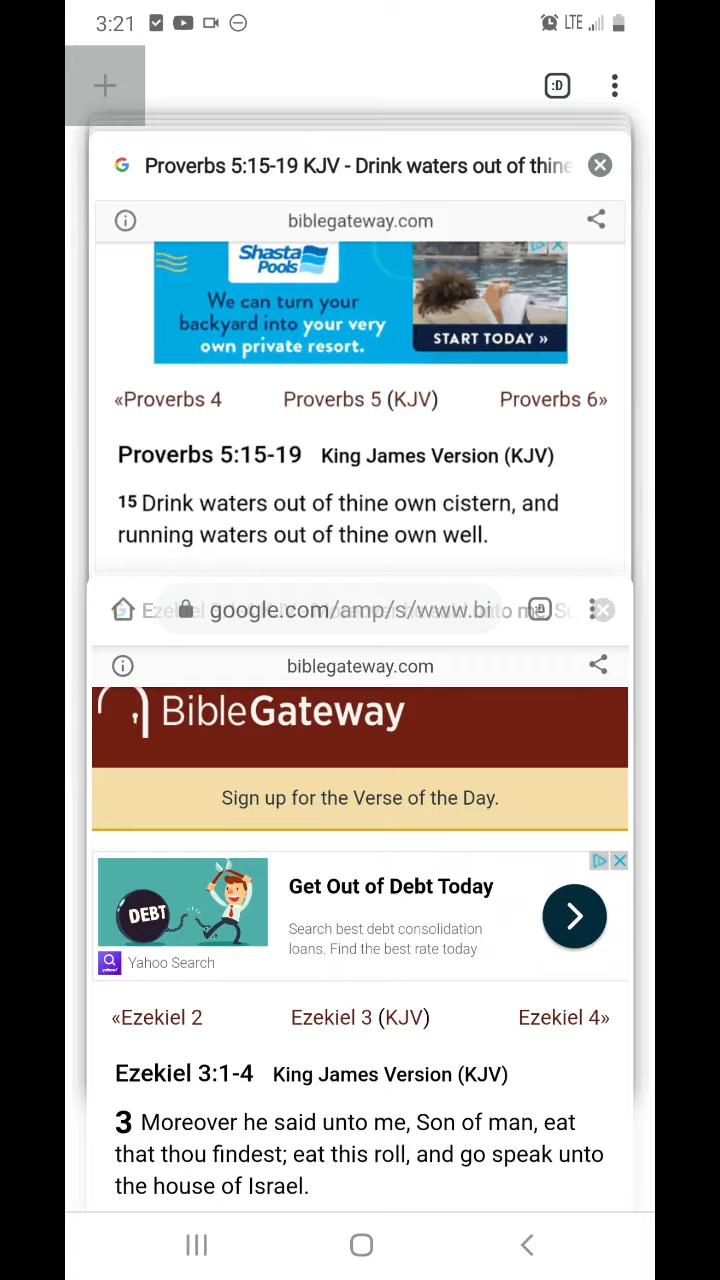 3:21 LTE
:D
Proverbs 5:15-19 KJV - Drink waters out of thine
biblegateway.com
Shasta
Pools
We can turn your
backyard into your very
own private resort.
START TODAY »
«Proverbs 4 Proverbs 5 (KJV) Proverbs 6»
Proverbs 5:15-19 King James Version (KJV)
15 Drink waters out of thine own cistern, and
running waters out of thine own well.
google.com/amp/s/www.bi
:D
biblegateway.com
BibleGateway
Sign up for the Verse of the Day.
DEBT
Get Out of Debt Today
Search best debt consolidation
loans. Find the best rate today
Yahoo Search
«Ezekiel 2 Ezekiel 3 (KJV) Ezekiel 4»
Ezekiel 3:1-4 King James Version (KJV)
3 Moreover he said unto me, Son of man, eat
that thou findest; eat this roll, and go speak unto
the house of Israel.